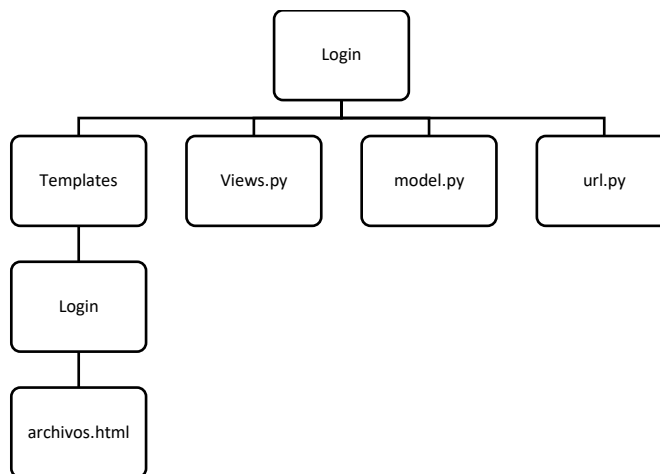 Login
Templates
Views.py
model.py
url.py
Login
archivos.html